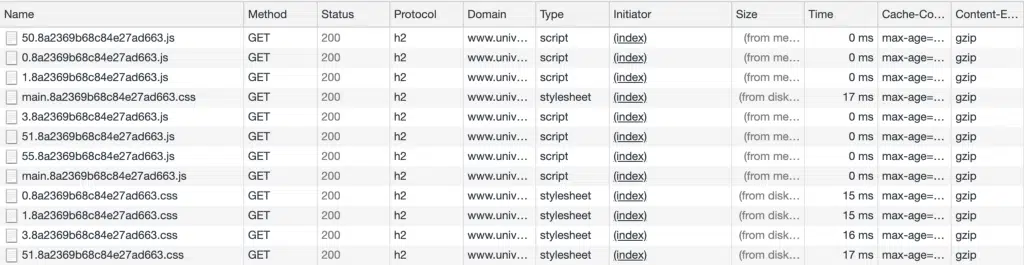 Name Method Status Protocol Domain Type Initiator Size Time Cache-Co... Content-E...
50.8a2369b68c84e27ad663.js GET 200 h2 www.univ... script (index) (from me... 0 ms max-age=... gzip
0.8a2369b68c84e27ad663.js GET 200 h2 www.univ... script (index) (from me... 0 ms max-age=... gzip
1.8a2369b68c84e27ad663.js GET 200 h2 www.univ... script (index) (from me... 0 ms max-age=... gzip
main.8a2369b68c84e27ad663.css GET 200 h2 www.univ... stylesheet (index) (from disk... 17 ms max-age=... gzip
3.8a2369b68c84e27ad663.js GET 200 h2 www.univ... script (index) (from me... 0 ms max-age=... gzip
51.8a2369b68c84e27ad663.js GET 200 h2 www.univ... script (index) (from me... 0 ms max-age=... gzip
55.8a2369b68c84e27ad663.js GET 200 h2 www.univ... script (index) (from me... 0 ms max-age=... gzip
main.8a2369b68c84e27ad663.js GET 200 h2 www.univ... script (index) (from me... 0 ms max-age=... gzip
0.8a2369b68c84e27ad663.css GET 200 h2 www.univ... stylesheet (index) (from disk... 15 ms max-age=... gzip
1.8a2369b68c84e27ad663.css GET 200 h2 www.univ... stylesheet (index) (from disk... 15 ms max-age=... gzip
3.8a2369b68c84e27ad663.css GET 200 h2 www.univ... stylesheet (index) (from disk... 16 ms max-age=... gzip
51.8a2369b68c84e27ad663.css GET 200 h2 www.univ... stylesheet (index) (from disk... 17 ms max-age=... gzip